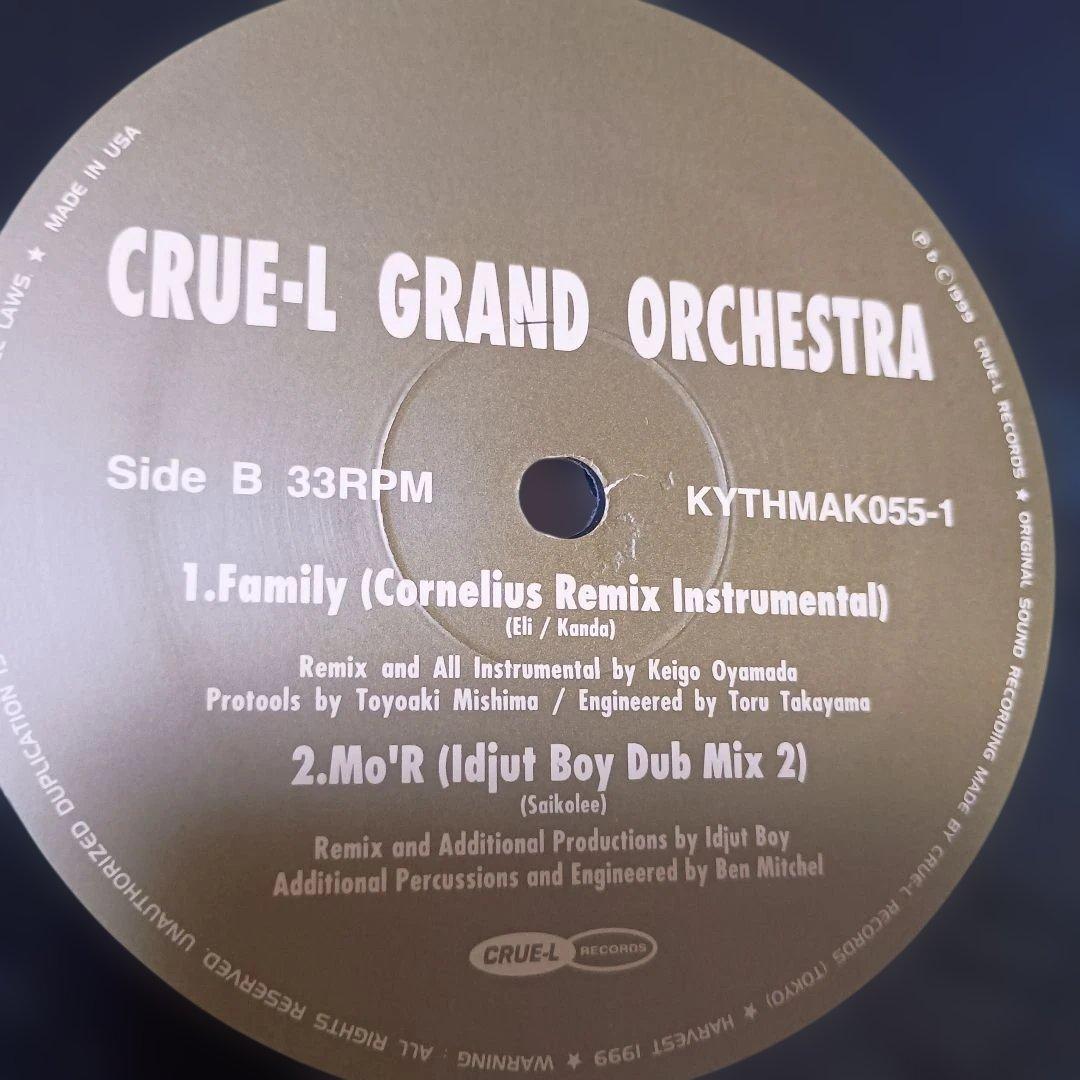 CRUE-L GRAND ORCHESTRA
Side B 33RPM
KYTHMAK055-1
1.Family (Cornelius Remix Instrumental)
(Eli / Kanda)
Remix and All Instrumental by Keigo Oyamada
Protools by Toyoaki Mishima / Engineered by Toru Takayama
2.Mo'R (Idjut Boy Dub Mix 2)
(Saikolee)
Remix and Additional Productions by Idjut Boy
Additional Percussions and Engineered by Ben Mitchel
CRUE-L RECORDS
℗ & © 1999 CRUE-L RECORDS ★ ORIGINAL SOUND RECORDING MADE BY CRUE-L RECORDS (TOKYO) ★ HARVEST 1999 ★ WARNING : ALL RIGHTS RESERVED. UNAUTHORIZED DUPLICATION
LAWS. ★ MADE IN USA